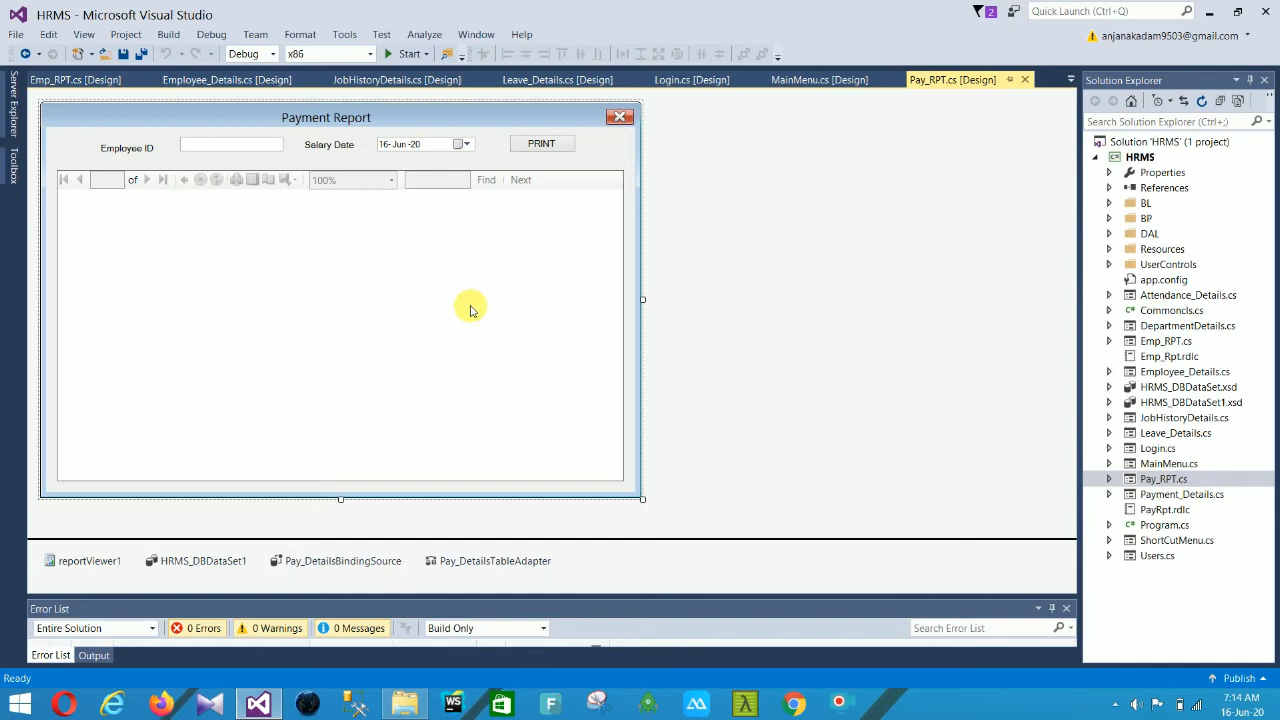 HRMS - Microsoft Visual Studio
2
Quick Launch (Ctrl+;)
File Edit View Project Build Debug Team Format Tools Test Analyze Window Help
anjanakadam9503@gmail.com
Debug x86 Start
Server Explorer
Toolbox
Emp_RPT.cs [Design] Employee_Details.cs [Design] JobHistoryDetails.cs [Design] Leave_Details.cs [Design] Login.cs [Design] MainMenu.cs [Design] Pay_RPT.cs [Design]
Payment Report
Employee ID Salary Date 16-Jun -20 PRINT
of 100% Find Next
reportViewer1 HRMS_DBDataSet1 Pay_DetailsBindingSource Pay_DetailsTableAdapter
Error List
Entire Solution 0 Errors 0 Warnings 0 Messages Build Only Search Error List
Error List Output
Solution Explorer
Search Solution Explorer (Ctrl+;)
Solution 'HRMS' (1 project)
HRMS
Properties
References
BL
BP
DAL
Resources
UserControls
app.config
Attendance_Details.cs
Commoncls.cs
DepartmentDetails.cs
Emp_RPT.cs
Emp_Rpt.rdlc
Employee_Details.cs
HRMS_DBDataSet.xsd
HRMS_DBDataSet1.xsd
JobHistoryDetails.cs
Leave_Details.cs
Login.cs
MainMenu.cs
Pay_RPT.cs
Payment_Details.cs
PayRpt.rdlc
Program.cs
ShortCutMenu.cs
Users.cs
Ready Publish
WS F
7:14 AM
16-Jun-20